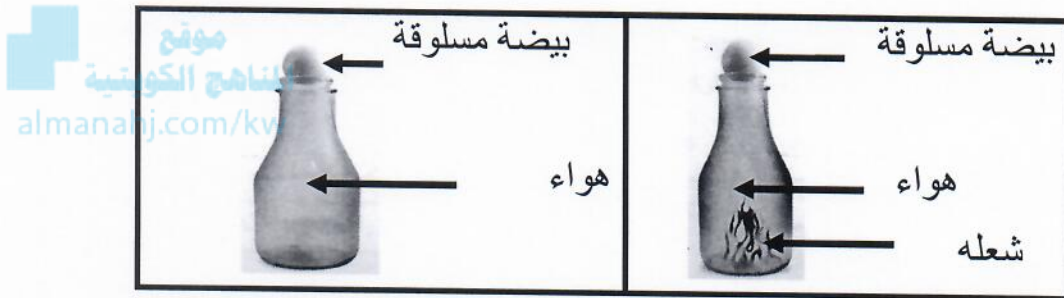 موقع
المناهج الكويتية
almanahj.com/kw
بيضة مسلوقة
هواء
شعله
بيضة مسلوقة
هواء